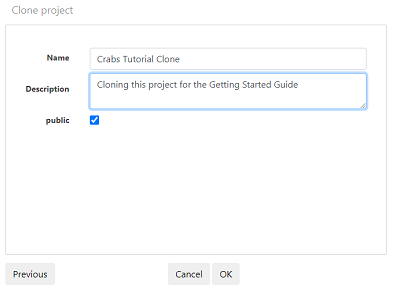 Clone project
Name Crabs Tutorial Clone
Description Cloning this project for the Getting Started Guide
public
Previous Cancel OK